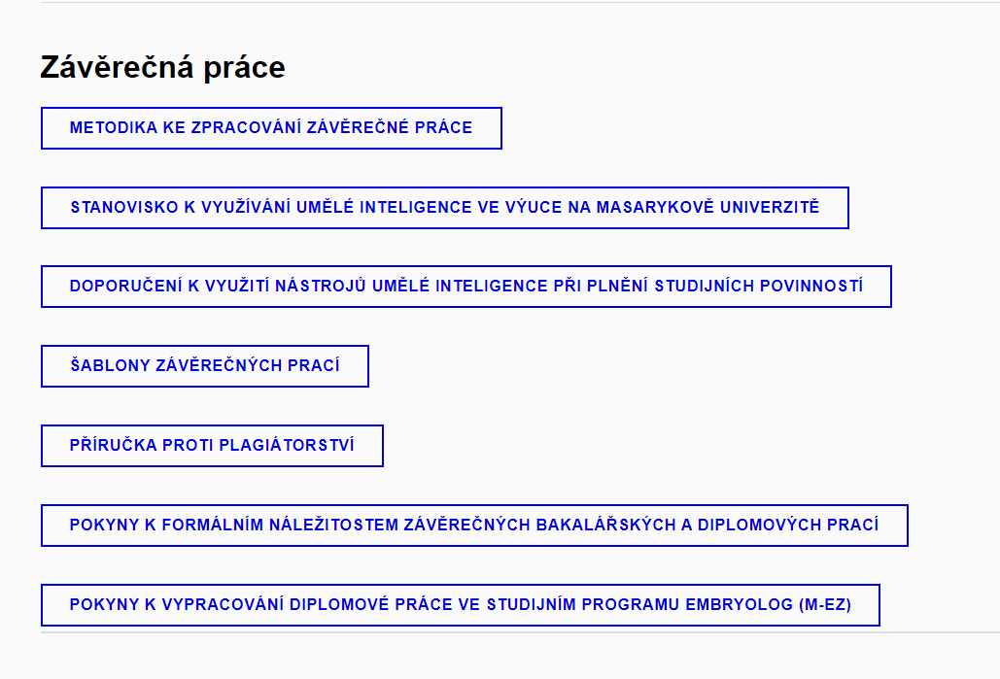 Závěrečná práce
METODIKA KE ZPRACOVÁNÍ ZÁVĚREČNÉ PRÁCE
STANOVISKO K VYUŽÍVÁNÍ UMĚLÉ INTELIGENCE VE VÝUCE NA MASARYKOVĚ UNIVERZITĚ
DOPORUČENÍ K VYUŽITÍ NÁSTROJŮ UMĚLÉ INTELIGENCE PŘI PLNĚNÍ STUDIJNÍCH POVINNOSTÍ
ŠABLONY ZÁVĚREČNÝCH PRACÍ
PŘÍRUČKA PROTI PLAGIÁTORSTVÍ
POKYNY K FORMÁLNÍM NÁLEŽITOSTEM ZÁVĚREČNÝCH BAKALÁŘSKÝCH A DIPLOMOVÝCH PRACÍ
POKYNY K VYPRACOVÁNÍ DIPLOMOVÉ PRÁCE VE STUDIJNÍM PROGRAMU EMBRYOLOG (M-EZ)